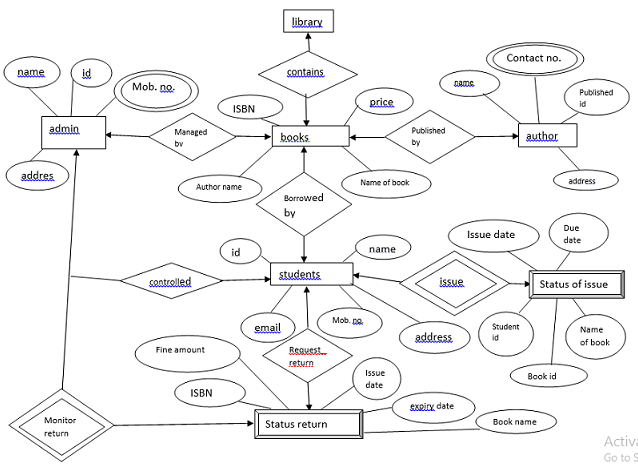 library
name
id
Mob. no.
contains
Contact no.
name
Published
id
ISBN
price
admin
Managed
by
books
Published
by
author
addres
Author name
Name of book
address
Borrowed
by
id
name
Issue date
Due
date
controlled
students
issue
Status of issue
email
Mob. no.
address
Student
id
Name
of book
Fine amount
Request
return
Issue
date
Book id
ISBN
expiry date
Monitor
return
Status return
Book name